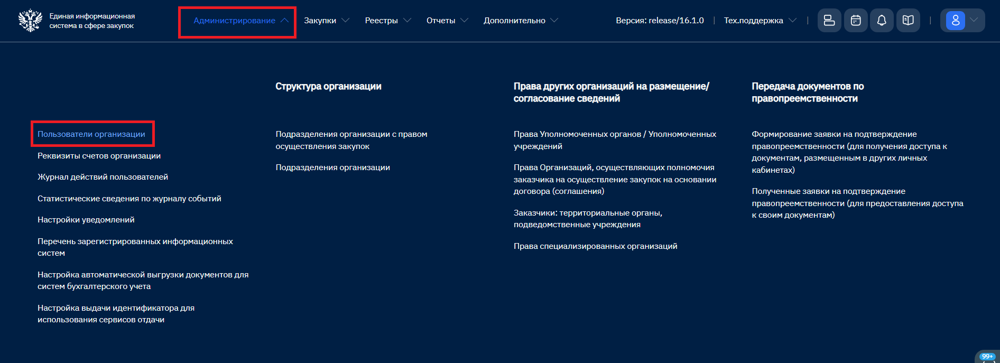 Единая информационная
система в сфере закупок
Администрирование
Закупки
Реестры
Отчеты
Дополнительно
Версия: release/16.1.0
Тех.поддержка
Пользователи организации
Реквизиты счетов организации
Журнал действий пользователей
Статистические сведения по журналу событий
Настройки уведомлений
Перечень зарегистрированных информационных
систем
Настройка автоматической выгрузки документов для
систем бухгалтерского учета
Настройка выдачи идентификатора для
использования сервисов отдачи
Структура организации
Подразделения организации с правом
осуществления закупок
Подразделения организации
Права других организаций на размещение/
согласование сведений
Права Уполномоченных органов / Уполномоченных
учреждений
Права Организаций, осуществляющих полномочия
заказчика на осуществление закупок на основании
договора (соглашения)
Заказчики: территориальные органы,
подведомственные учреждения
Права специализированных организаций
Передача документов по
правопреемственности
Формирование заявки на подтверждение
правопреемственности (для получения доступа к
документам, размещенным в других личных
кабинетах)
Полученные заявки на подтверждение
правопреемственности (для предоставления доступа
к своим документам)
99+